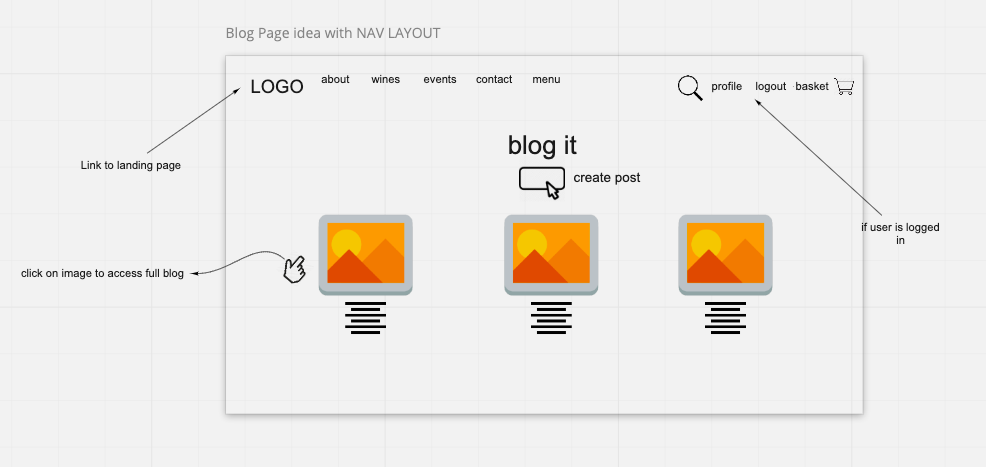 Blog Page idea with NAV LAYOUT
LOGO about wines events contact menu profile logout basket
Link to landing page
blog it
create post
if user is logged
in
click on image to access full blog